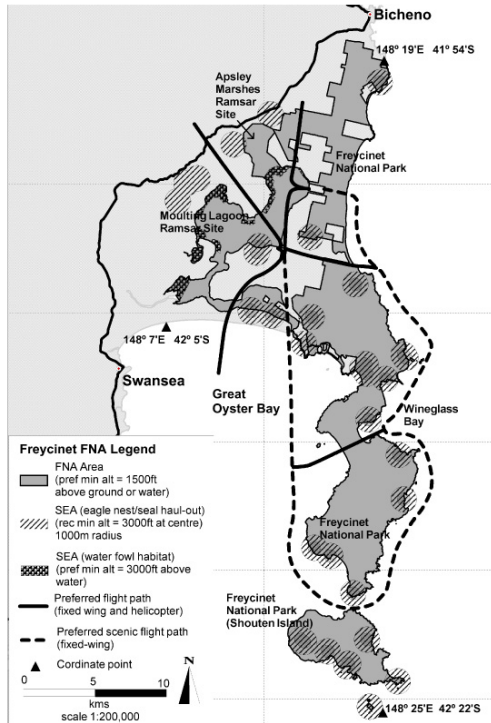 Bicheno
148° 19'E 41° 54'S
Apsley
Marshes
Ramsar
Site
Freycinet
National Park
Moulting Lagoon
Ramsar Site
148° 7'E 42° 5'S
Swansea
Great
Oyster Bay
Wineglass
Bay
Freycinet FNA Legend
FNA Area
(pref min alt = 1500ft
above ground or water)
SEA (eagle nest/seal haul-out)
(rec min alt = 3000ft at centre)
1000m radius
SEA (water fowl habitat)
(pref min alt = 3000ft above
water)
Preferred flight path
(fixed wing and helicopter)
Preferred scenic flight path
(fixed-wing)
Cordinate point
0 5 10
kms
scale 1:200,000
N
Freycinet
National Park
Freycinet
National Park
(Shouten Island)
148° 25'E 42° 22'S